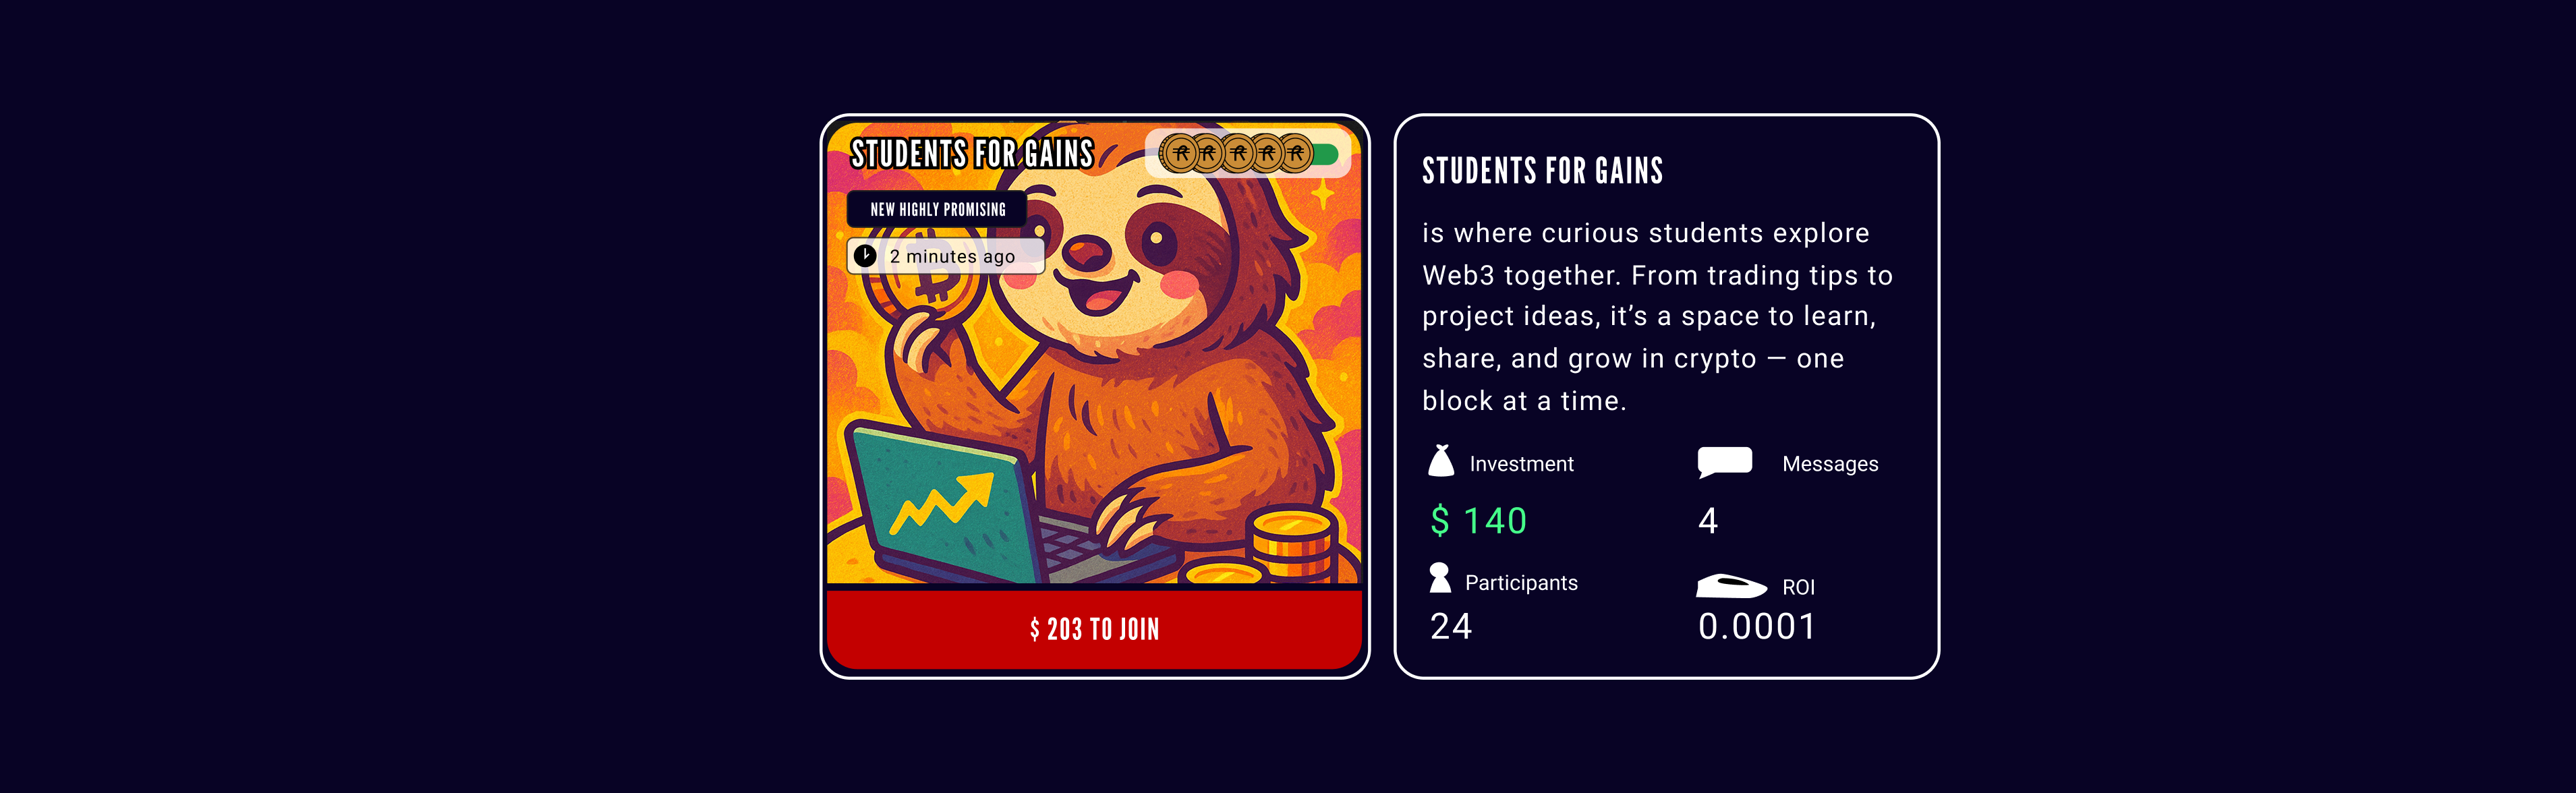 STUDENTS FOR GAINS
NEW HIGHLY PROMISING
2 minutes ago
$ 203 TO JOIN
STUDENTS FOR GAINS
is where curious students explore
Web3 together. From trading tips to
project ideas, it’s a space to learn,
share, and grow in crypto — one
block at a time.
Investment
Messages
$ 140
4
Participants
ROI
24
0.0001